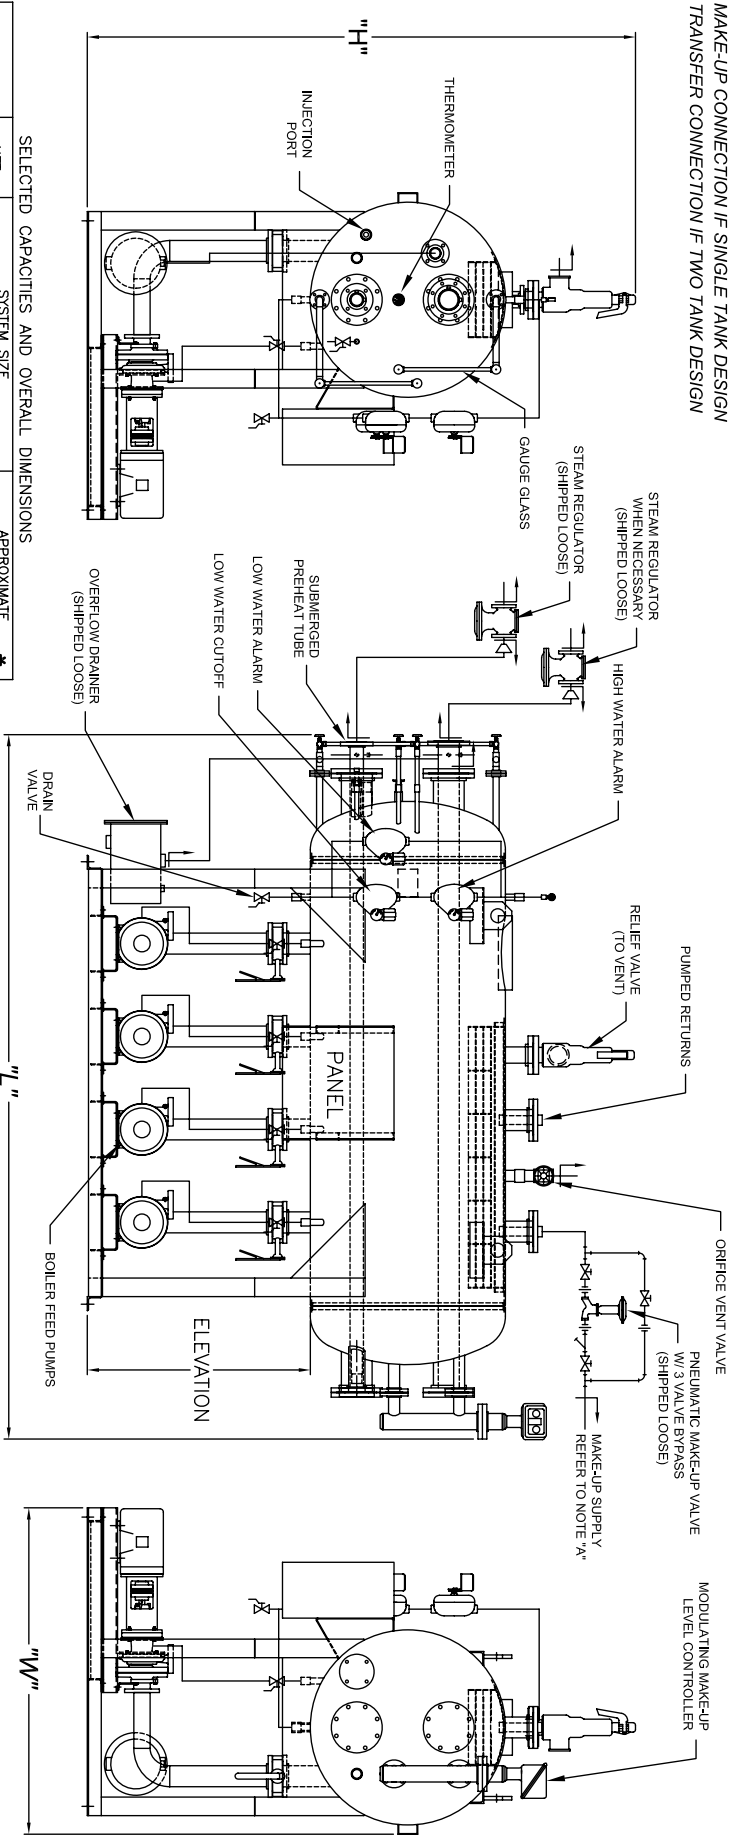 MAKE-UP CONNECTION IF SINGLE TANK DESIGN
TRANSFER CONNECTION IF TWO TANK DESIGN
"H"
THERMOMETER
INJECTION
PORT
GAUGE GLASS
STEAM REGULATOR
(SHIPPED LOOSE)
STEAM REGULATOR
WHEN NECESSARY
(SHIPPED LOOSE)
HIGH WATER ALARM
SUBMERGED
PREHEAT TUBE
LOW WATER ALARM
LOW WATER CUTOFF
OVERFLOW DRAINER
(SHIPPED LOOSE)
DRAIN
VALVE
RELIEF VALVE
(TO VENT)
PUMPED RETURNS
ORIFICE VENT VALVE
PNEUMATIC MAKE-UP VALVE
W/ 3 VALVE BYPASS
(SHIPPED LOOSE)
MAKE-UP SUPPLY
REFER TO NOTE "A"
MODULATING MAKE-UP
LEVEL CONTROLLER
PANEL
BOILER FEED PUMPS
ELEVATION
"L"
"W"
SELECTED CAPACITIES AND OVERALL DIMENSIONS
SYSTEM SIZE
APPROXIMATE *